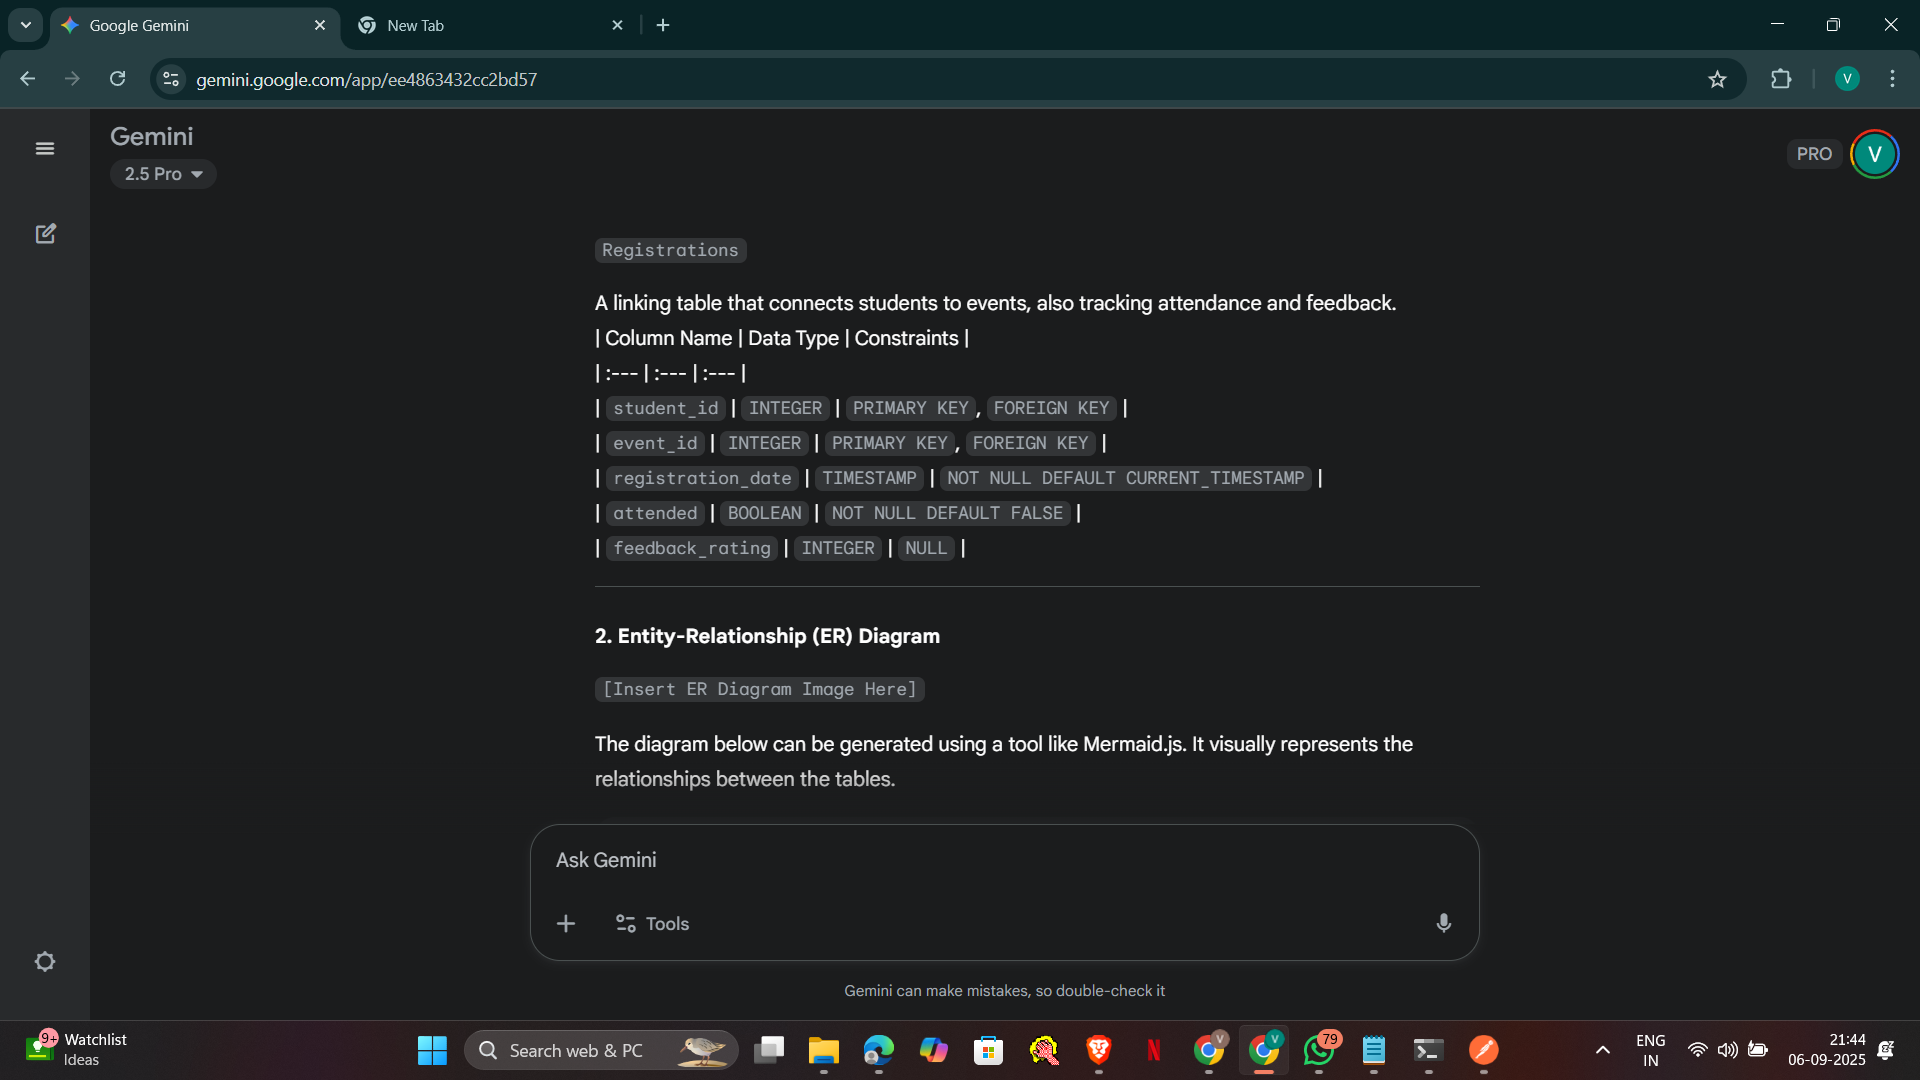 Google Gemini
New Tab
gemini.google.com/app/ee4863432cc2bd57
V
Gemini
2.5 Pro
PRO
V
Registrations
A linking table that connects students to events, also tracking attendance and feedback.
| Column Name | Data Type | Constraints |
| :--- | :--- | :--- |
| student_id | INTEGER | PRIMARY KEY, FOREIGN KEY |
| event_id | INTEGER | PRIMARY KEY, FOREIGN KEY |
| registration_date | TIMESTAMP | NOT NULL DEFAULT CURRENT_TIMESTAMP |
| attended | BOOLEAN | NOT NULL DEFAULT FALSE |
| feedback_rating | INTEGER | NULL |
2. Entity-Relationship (ER) Diagram
[Insert ER Diagram Image Here]
The diagram below can be generated using a tool like Mermaid.js. It visually represents the
relationships between the tables.
Ask Gemini
Tools
Gemini can make mistakes, so double-check it
9+
Watchlist
Ideas
Search web & PC
N
V
V
79
ENG
IN
21:44
06-09-2025